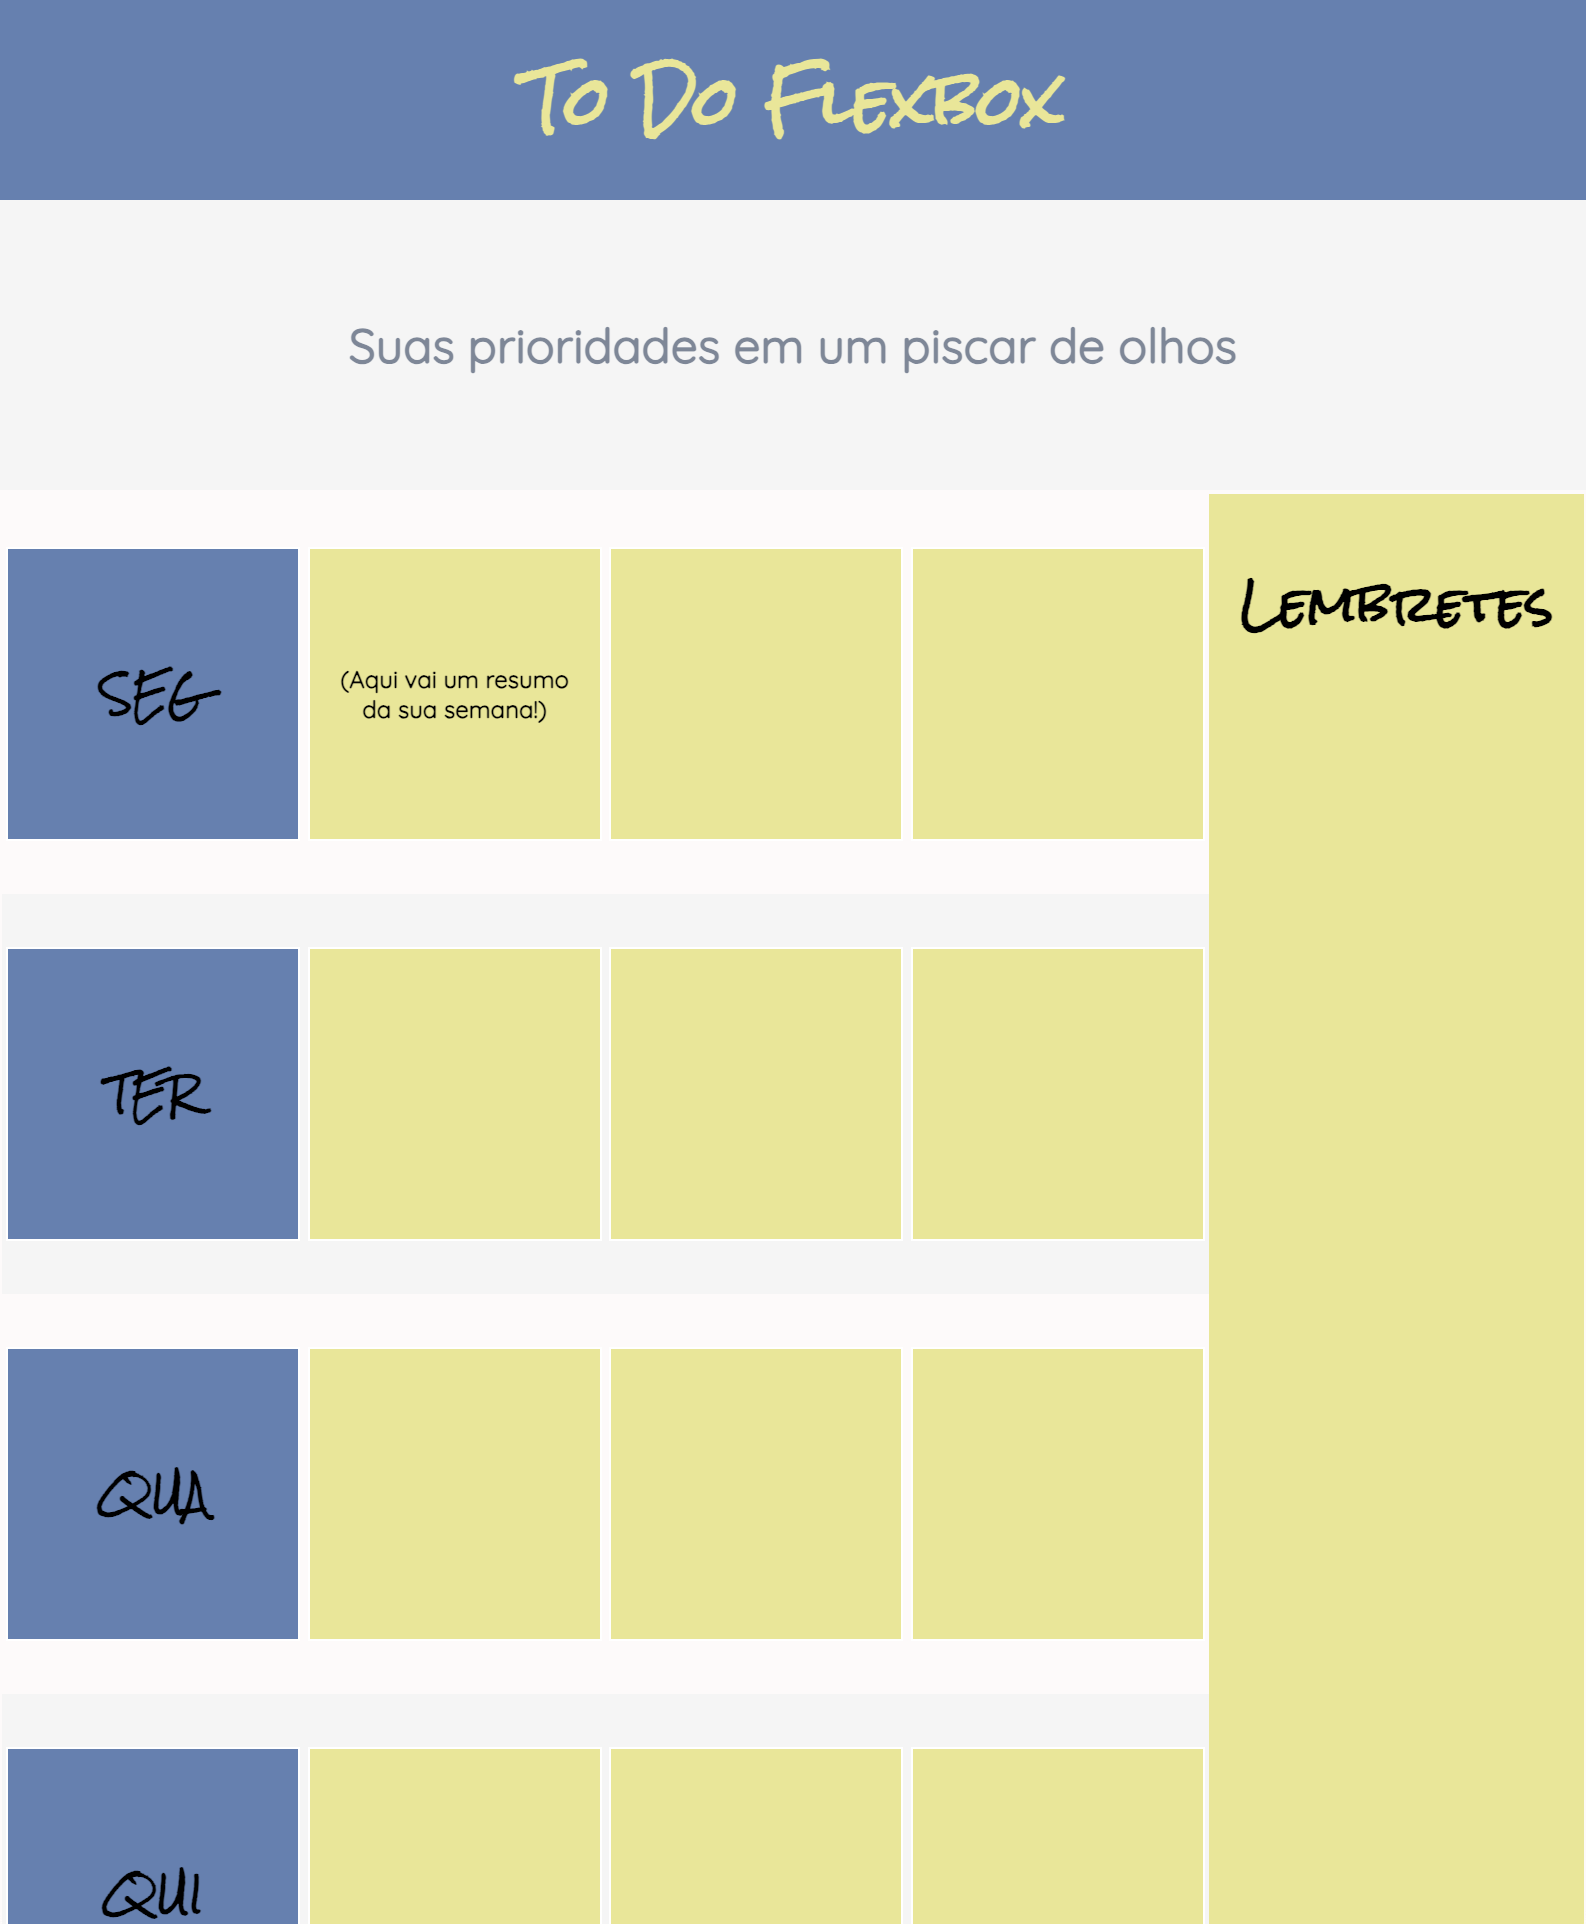 To Do Flexbox
Suas prioridades em um piscar de olhos
Lembretes
SEG
(Aqui vai um resumo
da sua semana!)
TER
QUA
QUI